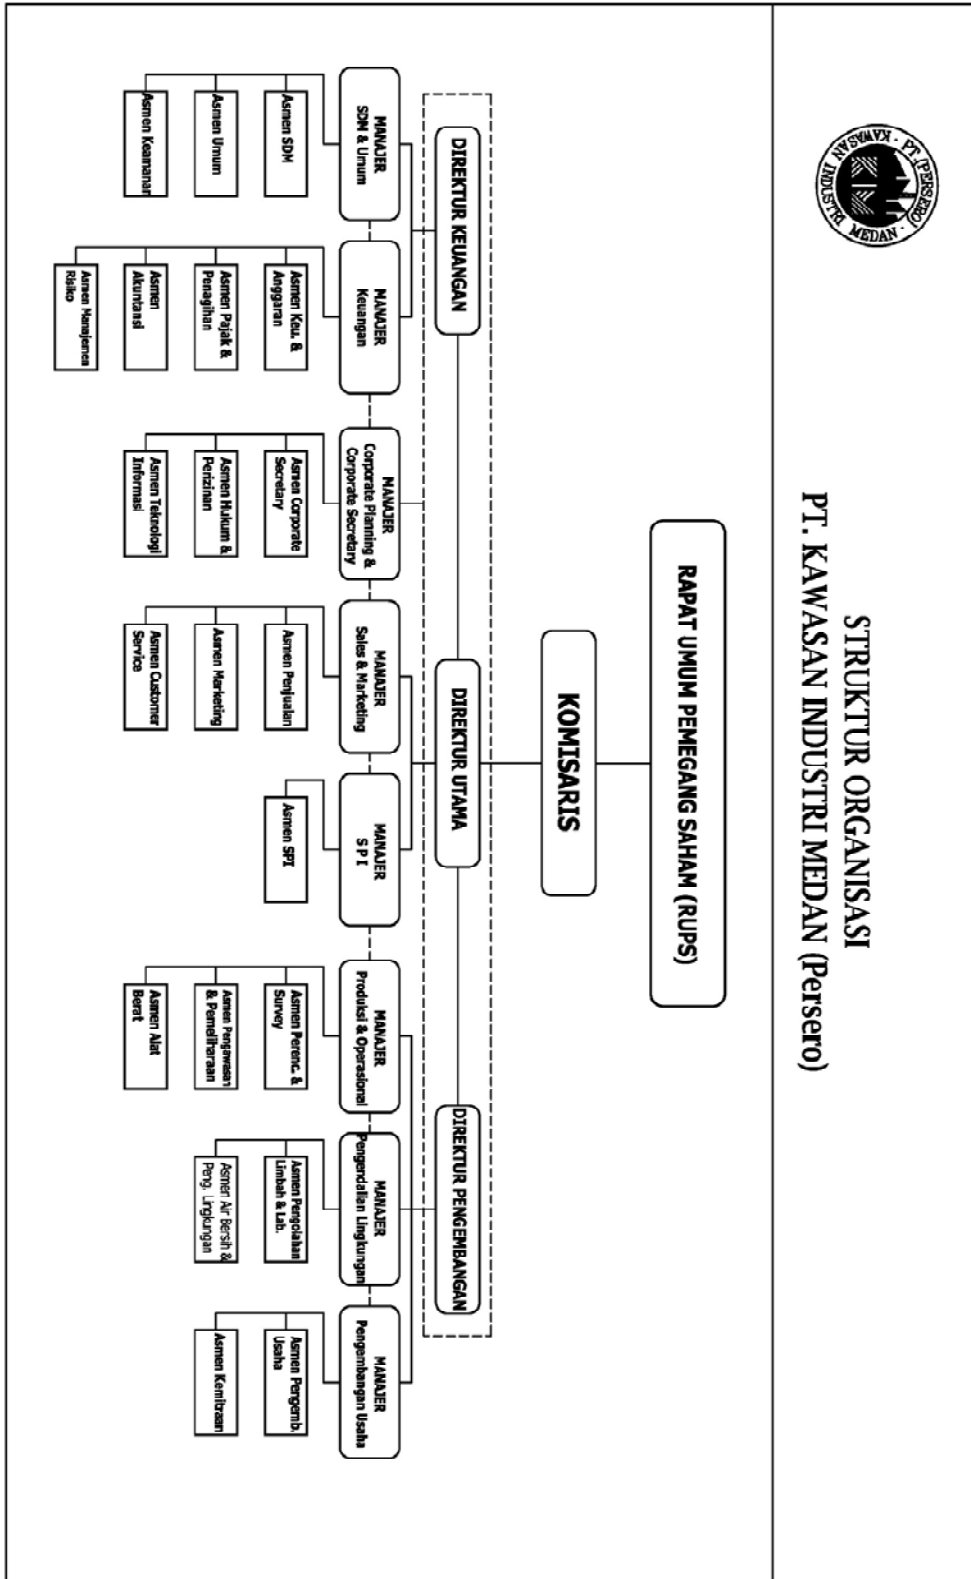 PT. (PERSERO)
KAWASAN INDUSTRI MEDAN
KIM
STRUKTUR ORGANISASI
PT. KAWASAN INDUSTRI MEDAN (Persero)
RAPAT UMUM PEMEGANG SAHAM (RUPS)
KOMISARIS
DIREKTUR KEUANGAN
DIREKTUR UTAMA
DIREKTUR PENGEMBANGAN
MANAJER
SDM & Umum
MANAJER
Keuangan
MANAJER
Corporate Planning &
Corporate Secretary
MANAJER
Sales & Marketing
MANAJER
S P I
MANAJER
Produksi & Operasional
MANAJER
Pengendalian Lingkungan
MANAJER
Pengembangan Usaha
Asmen SDM
Asmen Umum
Asmen Keamanan
Asmen Keu. &
Anggaran
Asmen Pajak &
Penagihan
Asmen
Akuntansi
Asmen Manajemen
Risiko
Asmen Corporate
Secretary
Asmen Hukum &
Perizinan
Asmen Teknologi
Informasi
Asmen Penjualan
Asmen Marketing
Asmen Customer
Service
Asmen SPI
Asmen Perenc. &
Survey
Asmen Pengawasan
& Pemeliharaan
Asmen Alat
Berat
Asmen Pengolahan
Limbah & Lab.
Asmen Air Bersih &
Peng. Lingkungan
Asmen Pengemb.
Usaha
Asmen Kemitraan